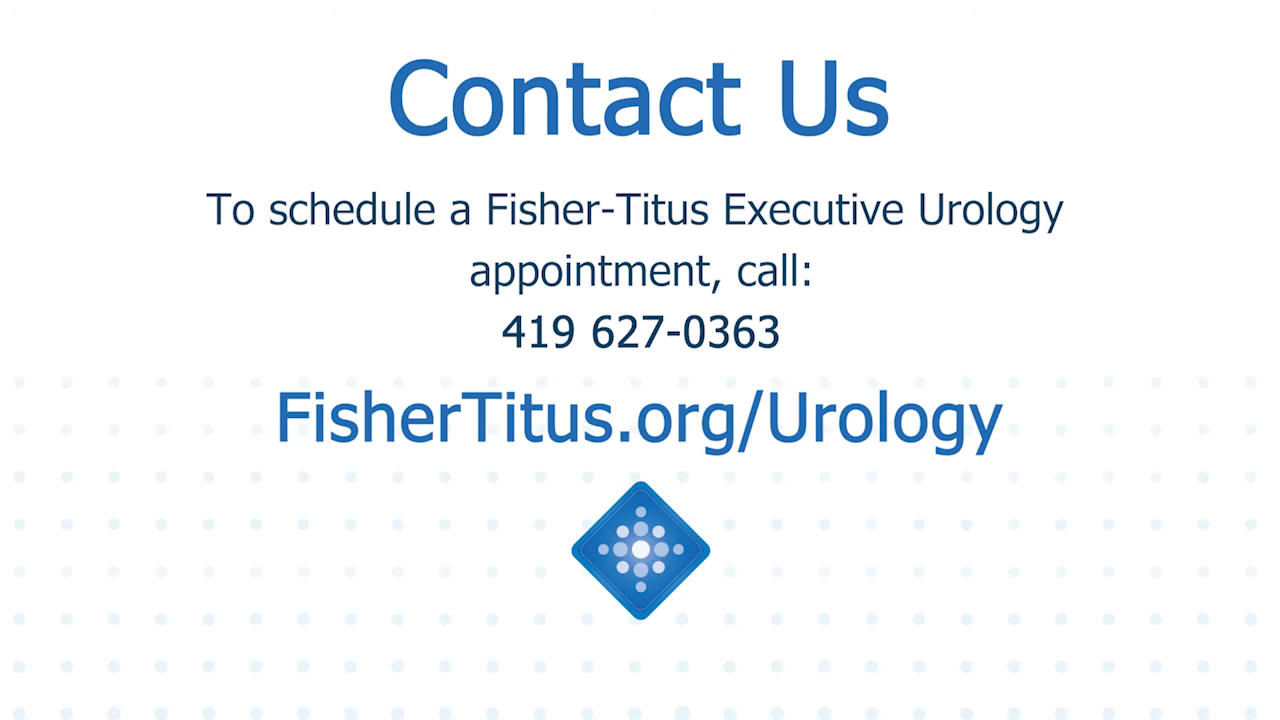 Contact Us
To schedule a Fisher-Titus Executive Urology
appointment, call:
419 627-0363
FisherTitus.org/Urology